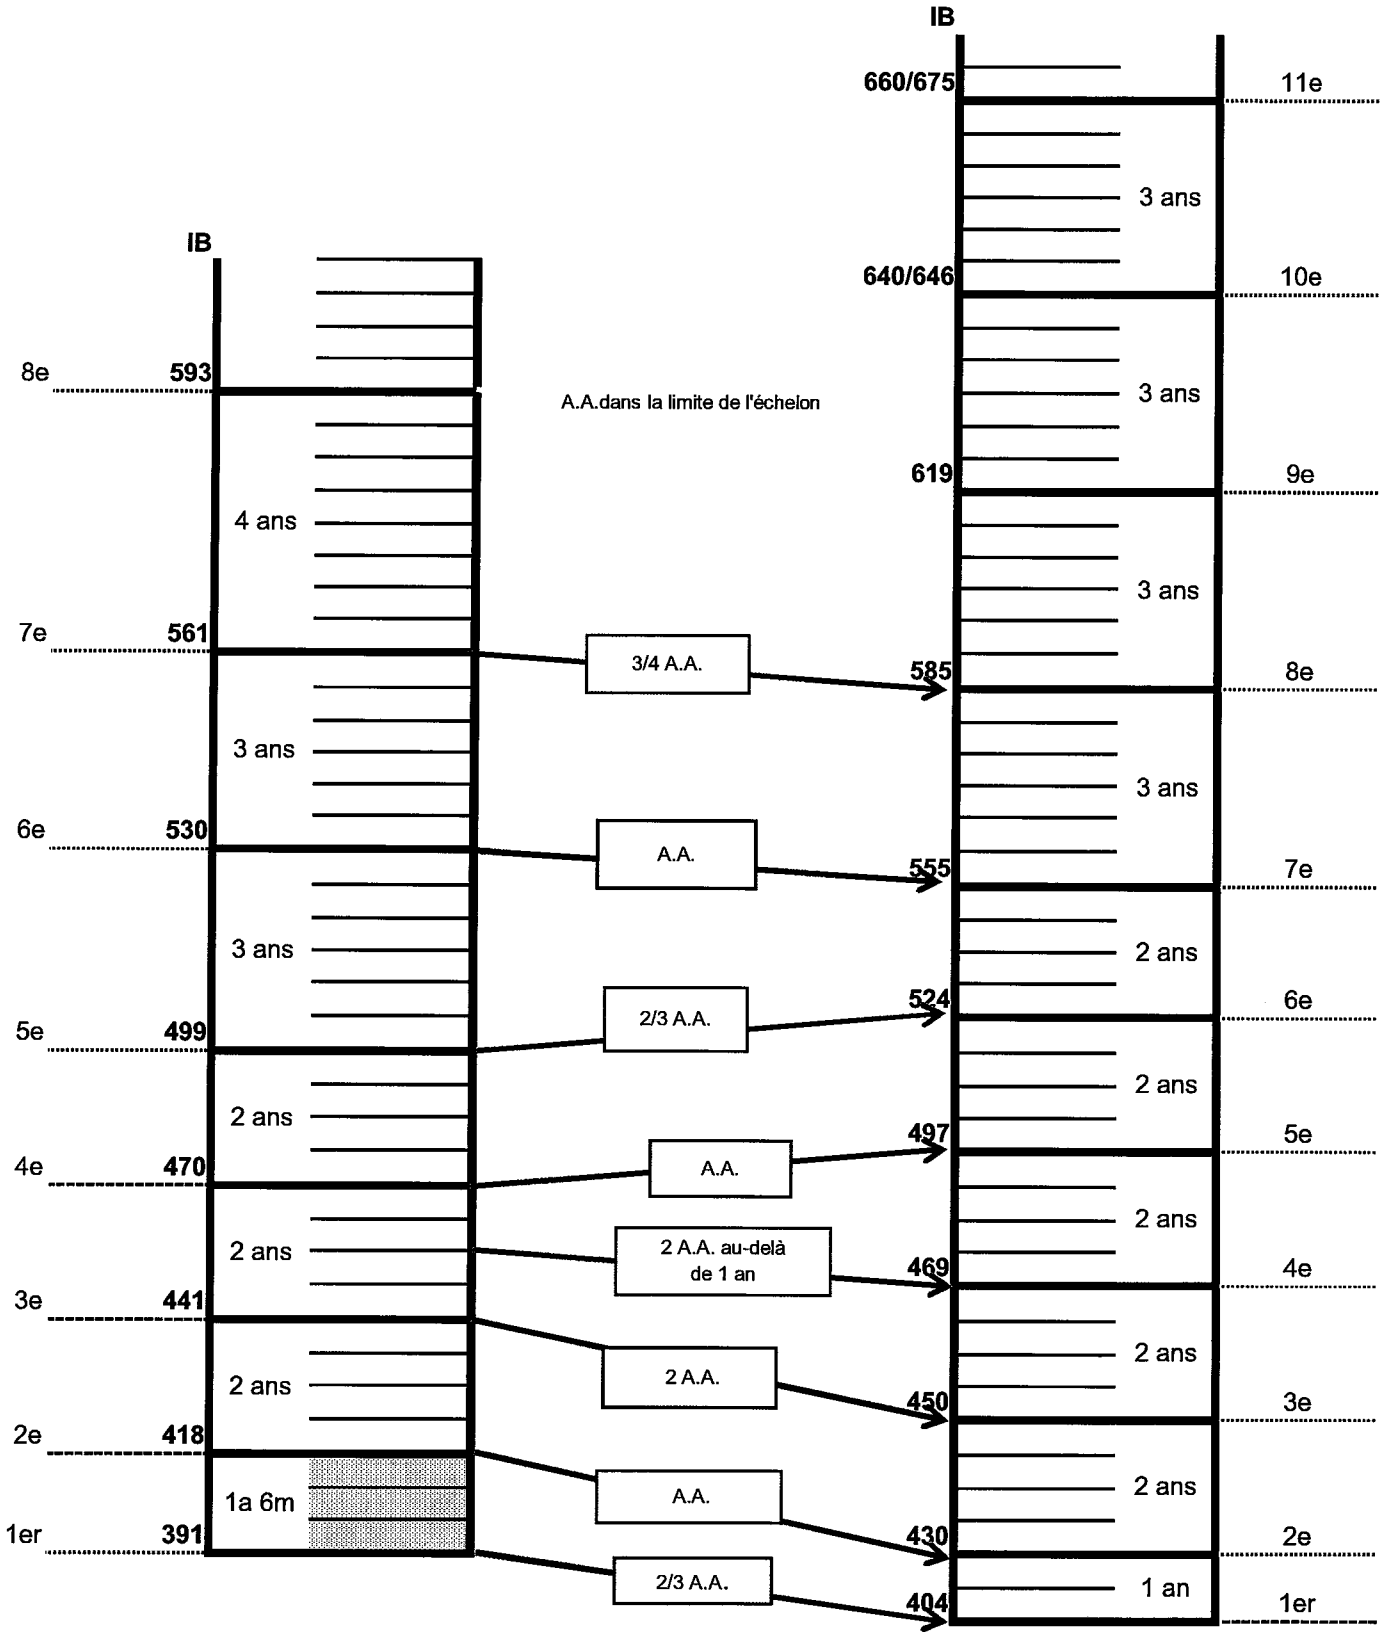 IB
660/675
11e
3 ans
IB
640/646
10e
8e
593
A.A.dans la limite de l'échelon
3 ans
619
9e
4 ans
3 ans
7e
561
3/4 A.A.
585
8e
3 ans
3 ans
6e
530
A.A.
555
7e
3 ans
2 ans
5e
499
2/3 A.A.
524
6e
2 ans
2 ans
4e
470
A.A.
497
5e
2 ans
2 A.A. au-delà
de 1 an
2 ans
469
4e
3e
441
2 ans
2 ans
2 A.A.
450
3e
2e
418
2 ans
1a 6m
A.A.
430
2e
1er
391
2/3 A.A.
1 an
404
1er